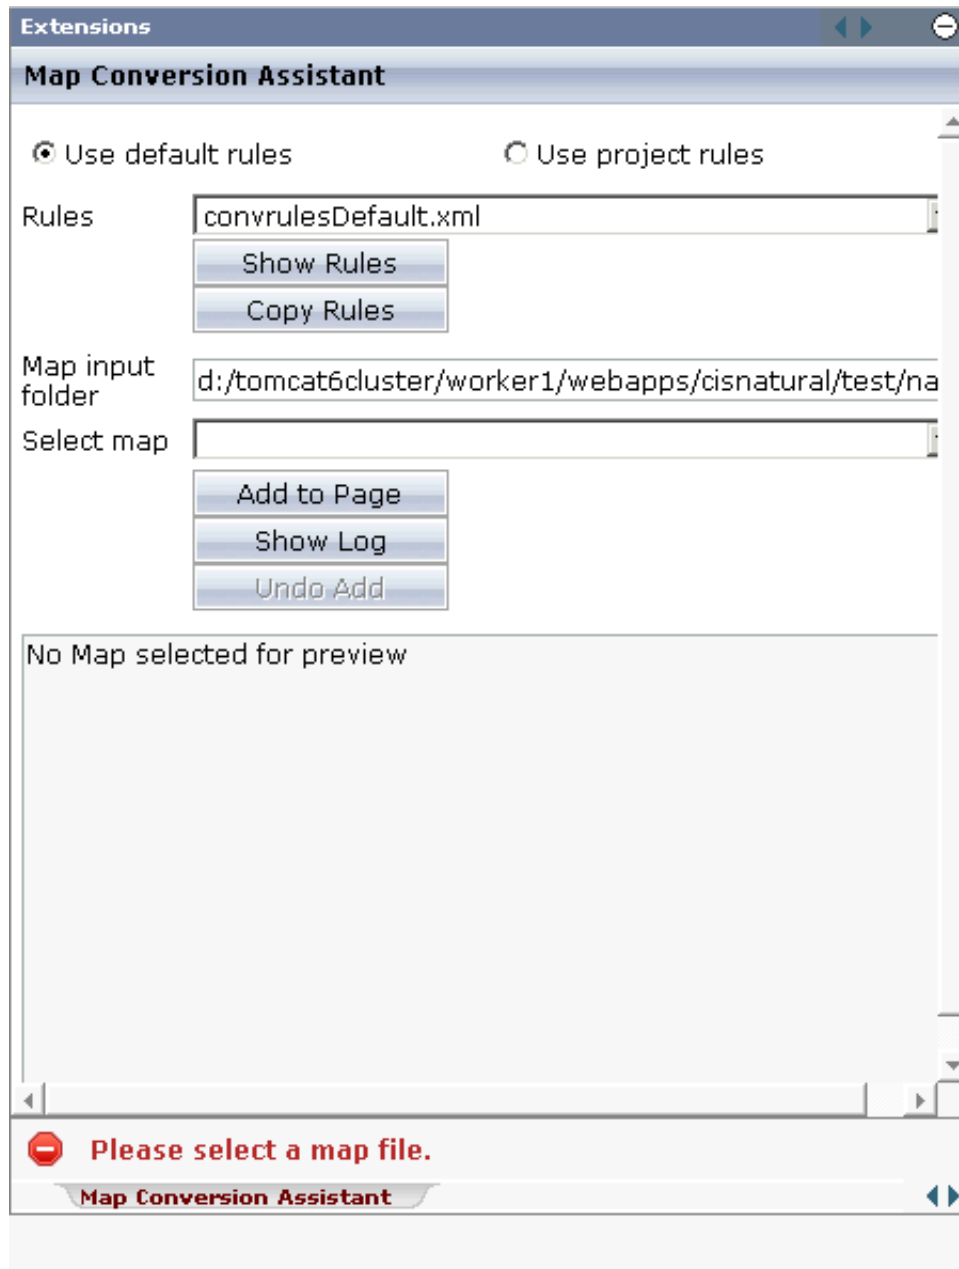 Extensions
Map Conversion Assistant
Use default rules
Use project rules
Rules
convrulesDefault.xml
Show Rules
Copy Rules
Map input
folder
d:/tomcat6cluster/worker1/webapps/cisnatural/test/na
Select map
Add to Page
Show Log
Undo Add
No Map selected for preview
Please select a map file.
Map Conversion Assistant